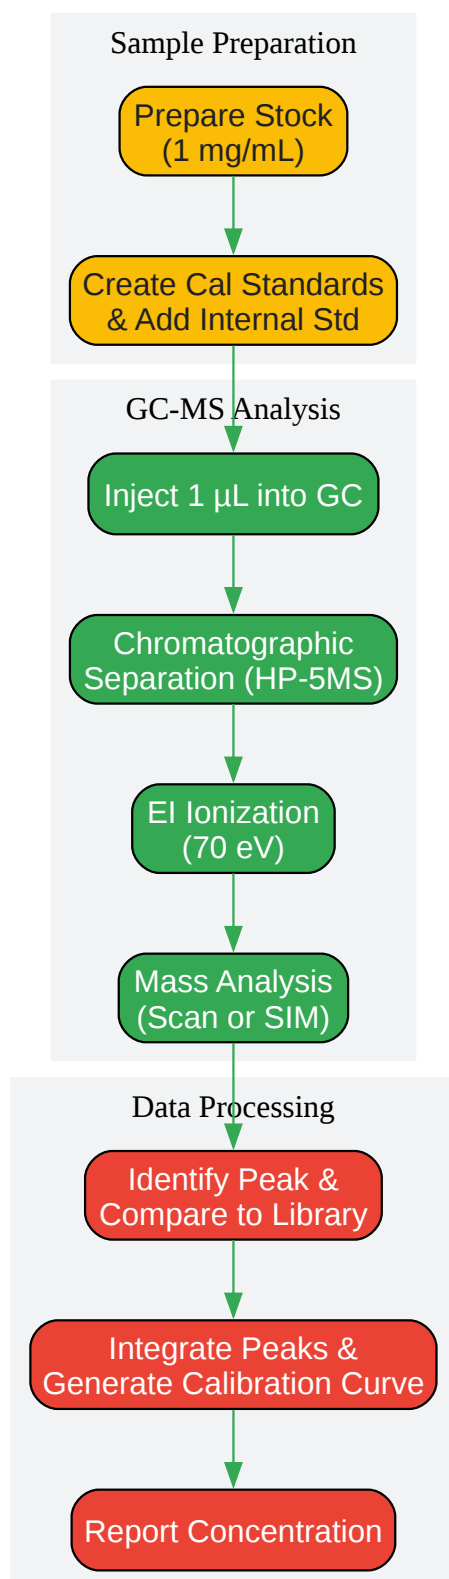 Sample Preparation
Prepare Stock
(1 mg/mL)
Create Cal Standards
& Add Internal Std
GC-MS Analysis
Inject 1 µL into GC
Chromatographic
Separation (HP-5MS)
EI Ionization
(70 eV)
Mass Analysis
(Scan or SIM)
Data Processing
Identify Peak &
Compare to Library
Integrate Peaks &
Generate Calibration Curve
Report Concentration